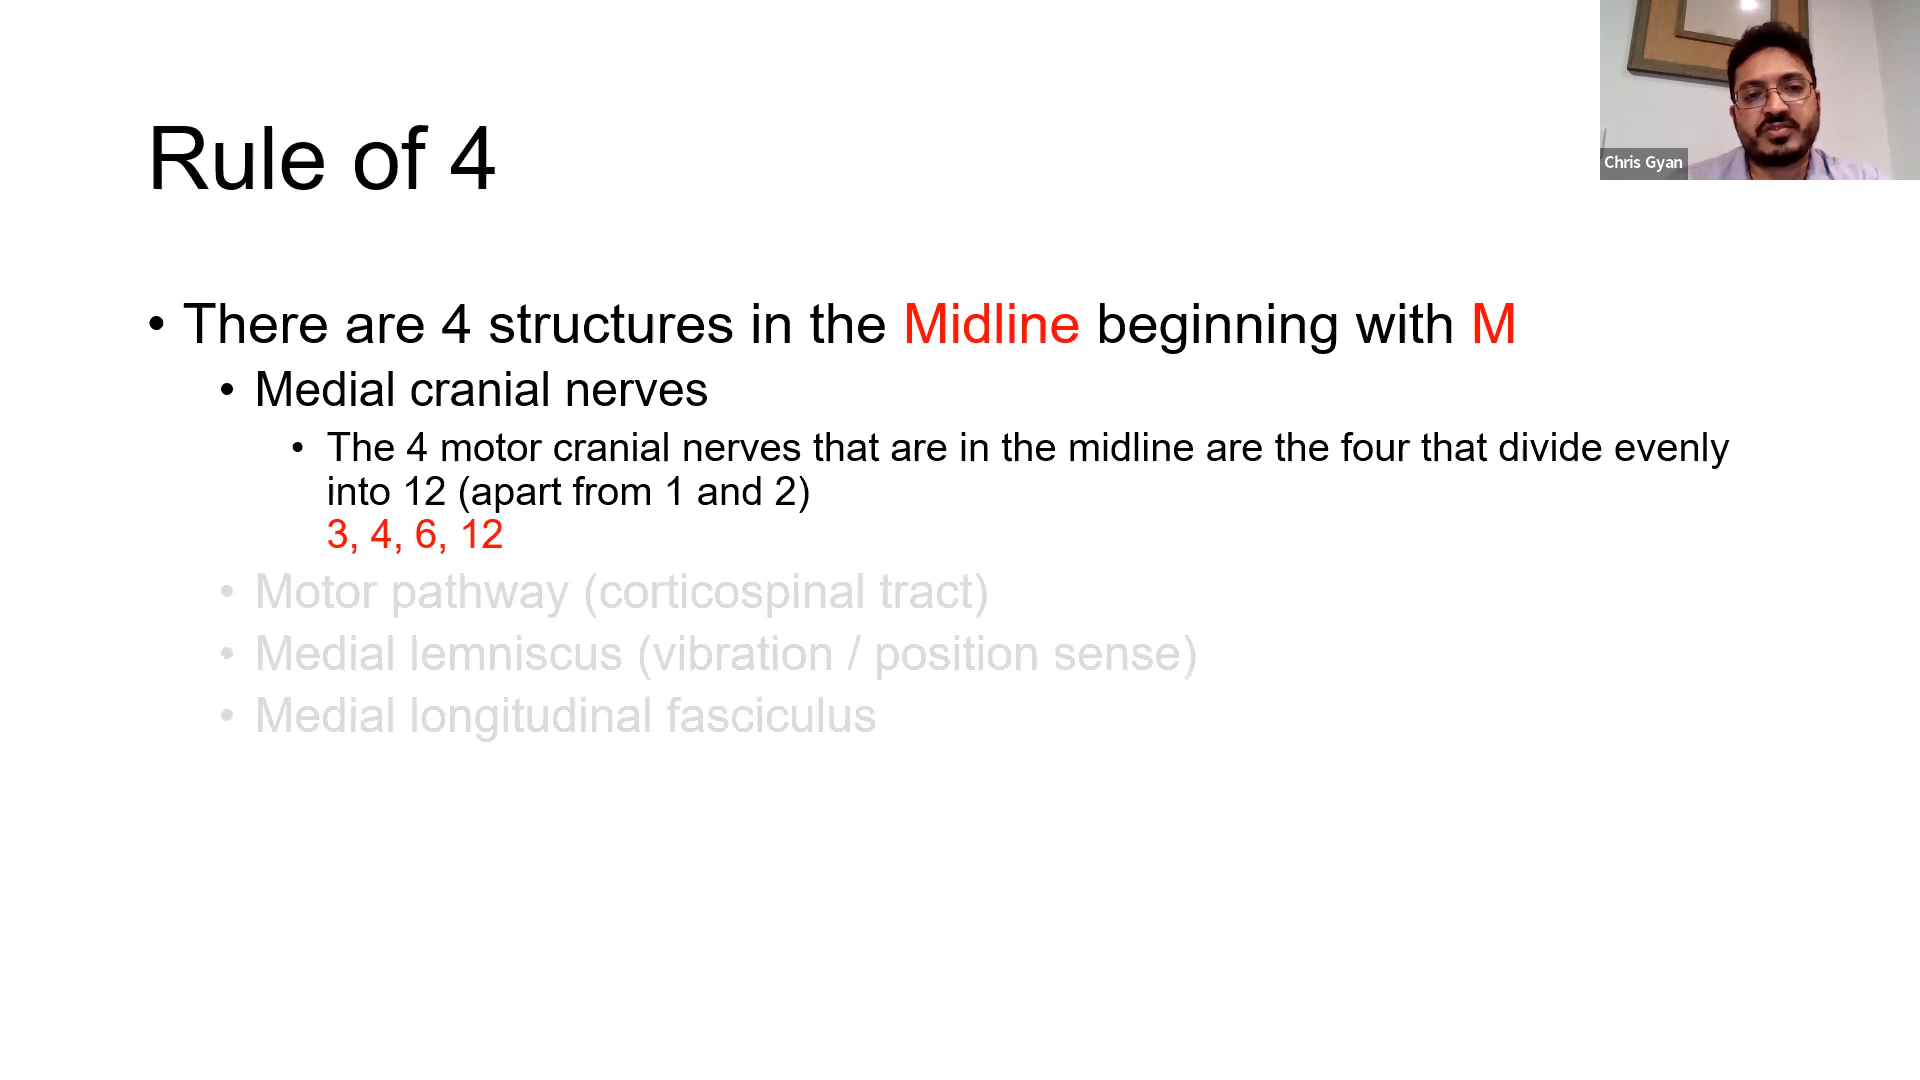 Rule of 4
Chris Gyan
• There are 4 structures in the Midline beginning with M
• Medial cranial nerves
• The 4 motor cranial nerves that are in the midline are the four that divide evenly
into 12 (apart from 1 and 2)
3, 4, 6, 12
• Motor pathway (corticospinal tract)
• Medial lemniscus (vibration / position sense)
• Medial longitudinal fasciculus